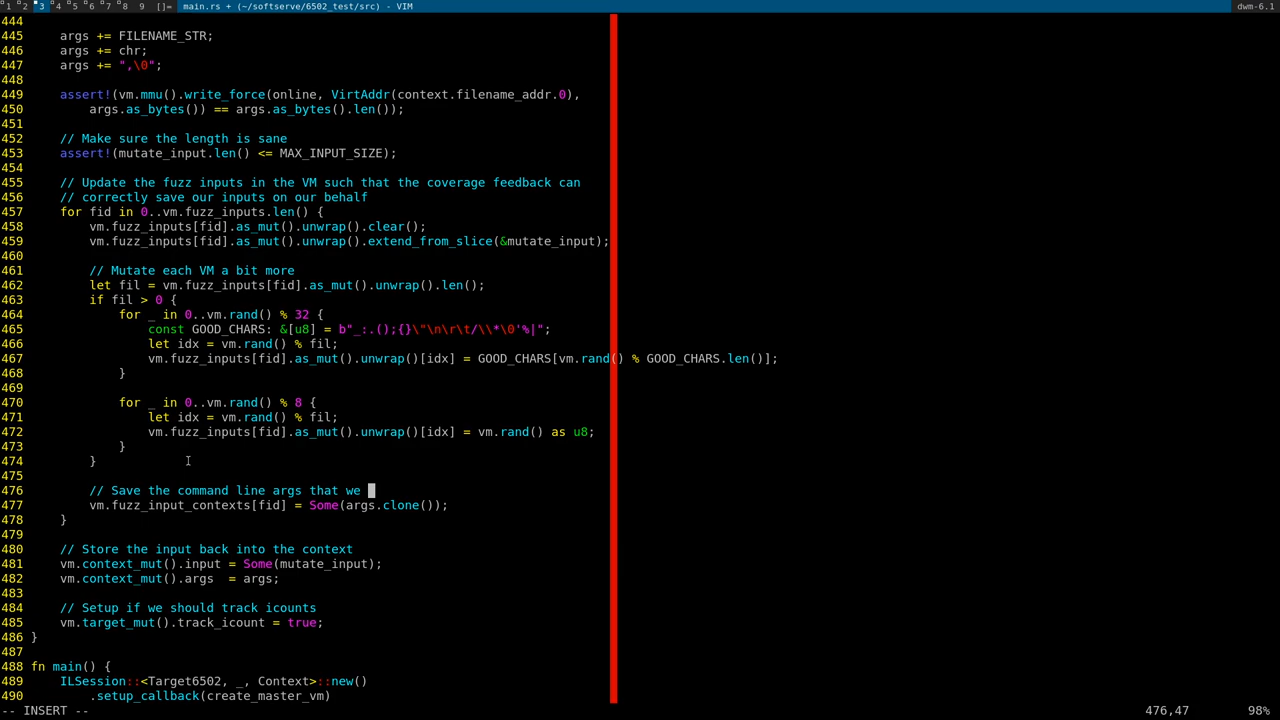 1 2 3 4 5 6 7 8 9 []= main.rs + (~/softserve/6502_test/src) - VIM dwm-6.1
444
445     args += FILENAME_STR;
446     args += chr;
447     args += ",\0";
448
449     assert!(vm.mmu().write_force(online, VirtAddr(context.filename_addr.0),
450         args.as_bytes()) == args.as_bytes().len());
451
452     // Make sure the length is sane
453     assert!(mutate_input.len() <= MAX_INPUT_SIZE);
454
455     // Update the fuzz inputs in the VM such that the coverage feedback can
456     // correctly save our inputs on our behalf
457     for fid in 0..vm.fuzz_inputs.len() {
458         vm.fuzz_inputs[fid].as_mut().unwrap().clear();
459         vm.fuzz_inputs[fid].as_mut().unwrap().extend_from_slice(&mutate_input);
460
461         // Mutate each VM a bit more
462         let fil = vm.fuzz_inputs[fid].as_mut().unwrap().len();
463         if fil > 0 {
464             for _ in 0..vm.rand() % 32 {
465                 const GOOD_CHARS: &[u8] = b"_:.();{}\"\n\r\t/\\*\0'%|";
466                 let idx = vm.rand() % fil;
467                 vm.fuzz_inputs[fid].as_mut().unwrap()[idx] = GOOD_CHARS[vm.rand() % GOOD_CHARS.len()];
468             }
469
470             for _ in 0..vm.rand() % 8 {
471                 let idx = vm.rand() % fil;
472                 vm.fuzz_inputs[fid].as_mut().unwrap()[idx] = vm.rand() as u8;
473             }
474         }
475
476         // Save the command line args that we
477         vm.fuzz_input_contexts[fid] = Some(args.clone());
478     }
479
480     // Store the input back into the context
481     vm.context_mut().input = Some(mutate_input);
482     vm.context_mut().args  = args;
483
484     // Setup if we should track icounts
485     vm.target_mut().track_icount = true;
486 }
487
488 fn main() {
489     ILSession::<Target6502, _, Context>::new()
490         .setup_callback(create_master_vm)
-- INSERT -- 476,47 98%